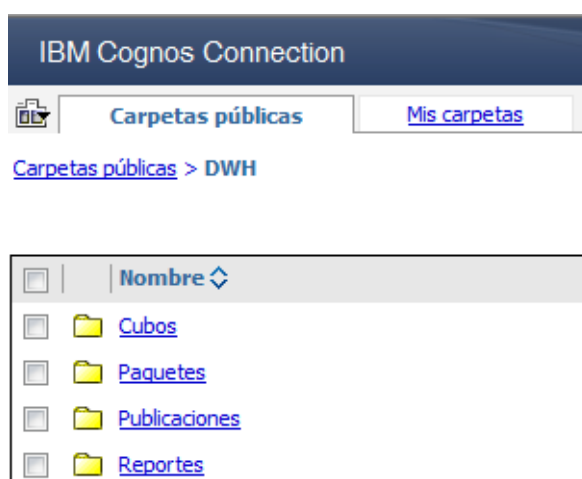 IBM Cognos Connection
Carpetas públicas Mis carpetas
Carpetas públicas > DWH
Nombre
Cubos
Paquetes
Publicaciones
Reportes